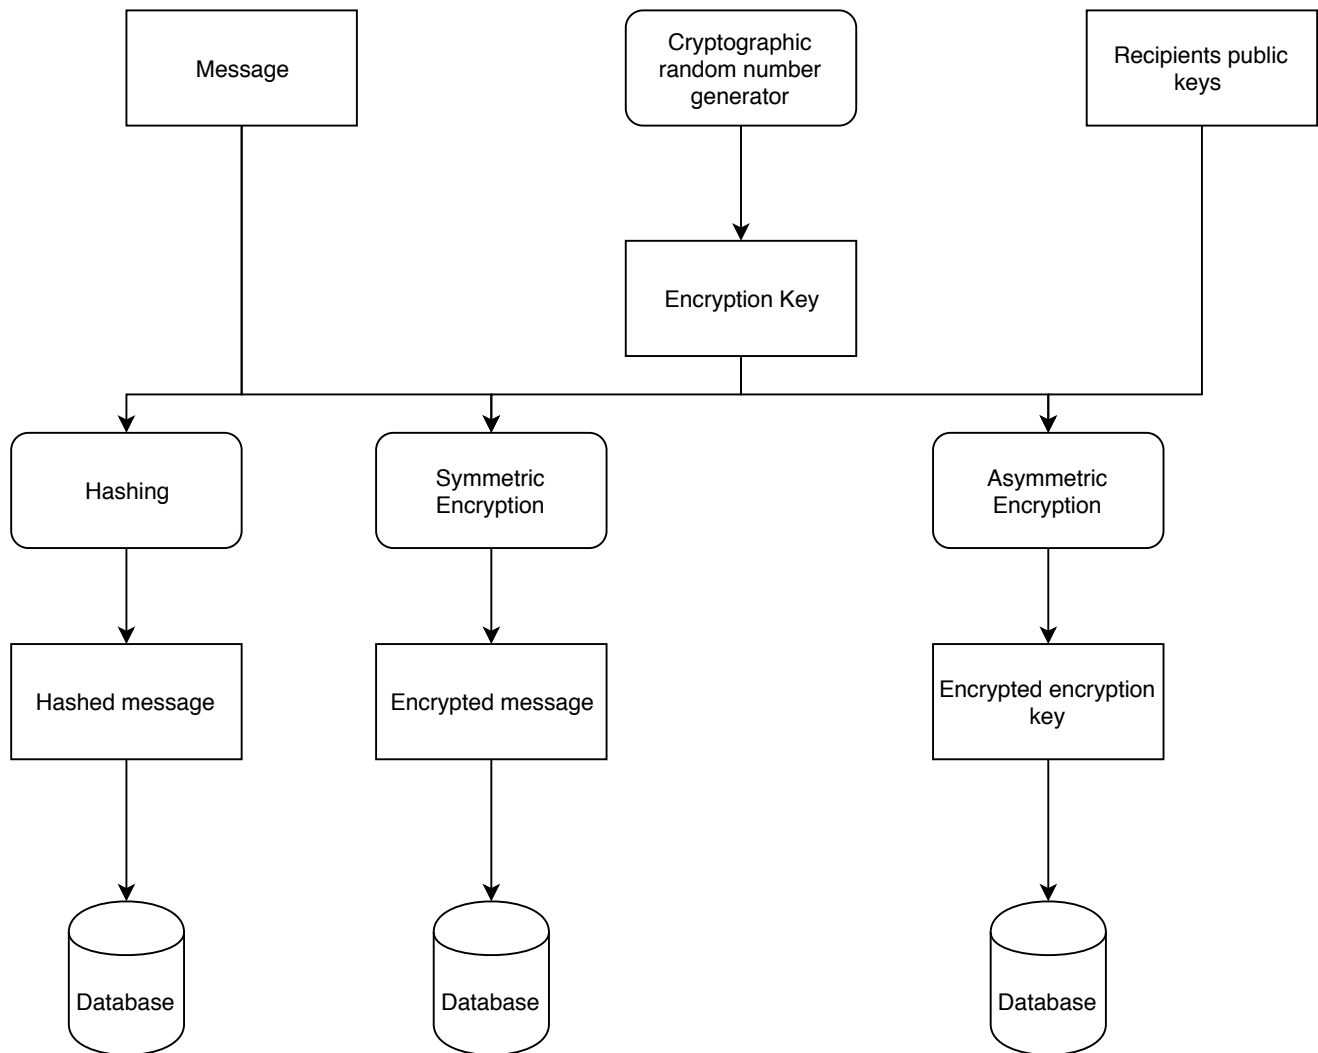 Message
Cryptographic
random number
generator
Recipients public
keys
Encryption Key
Hashing
Symmetric
Encryption
Asymmetric
Encryption
Hashed message
Encrypted message
Encrypted encryption
key
Database
Database
Database